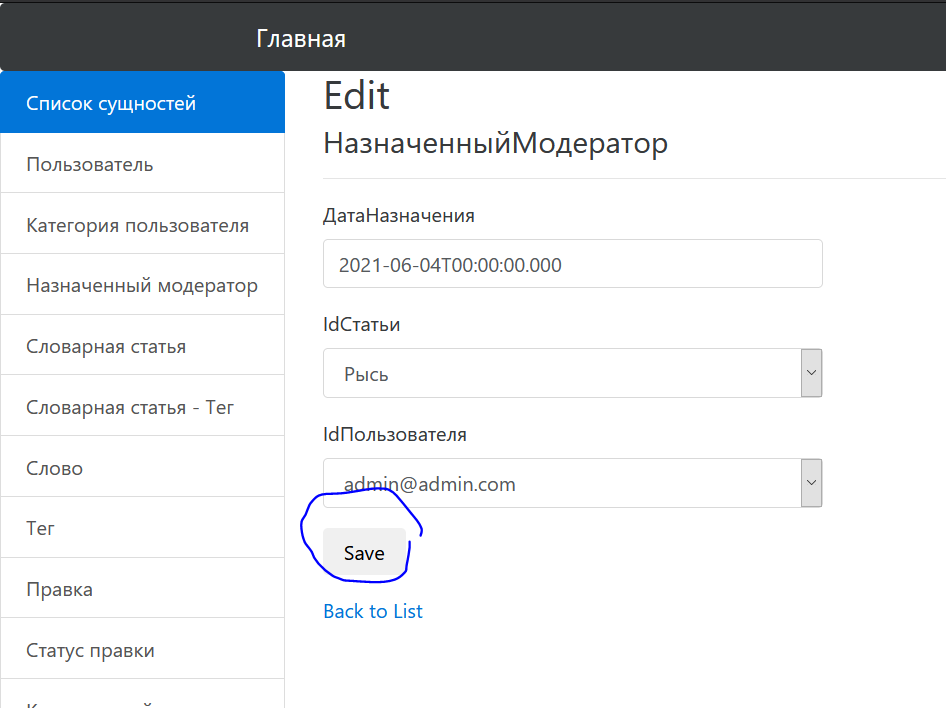 Главная
Список сущностей
Пользователь
Категория пользователя
Назначенный модератор
Словарная статья
Словарная статья - Тег
Слово
Тег
Правка
Статус правки
Edit
НазначенныйМодератор
ДатаНазначения
2021-06-04T00:00:00.000
IdСтатьи
Рысь
IdПользователя
admin@admin.com
Save
Back to List